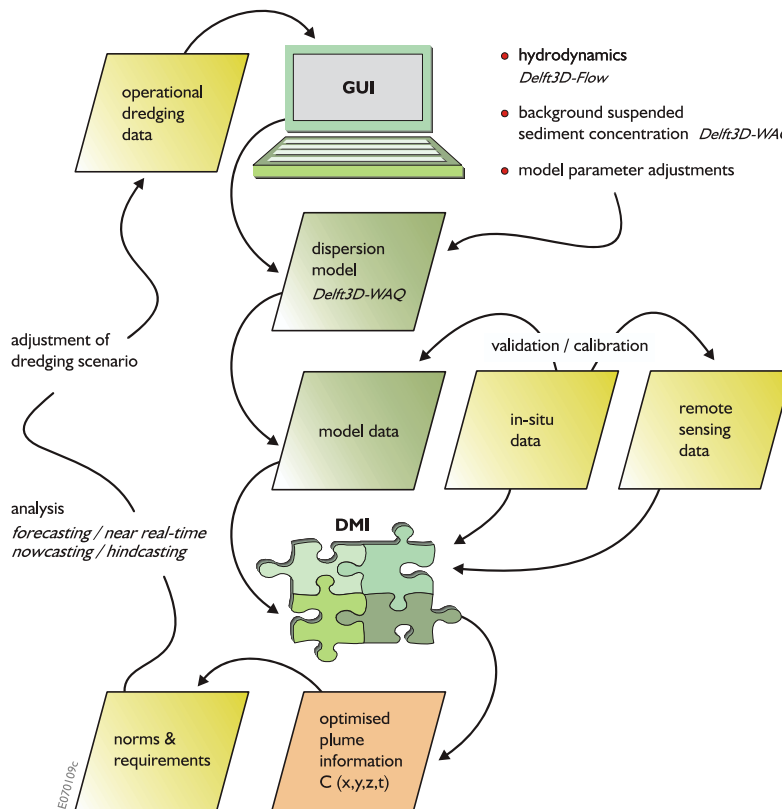 operational
dredging
data
GUI
hydrodynamics
Delft3D-Flow
background suspended
sediment concentration Delft3D-WAQ
model parameter adjustments
dispersion
model
Delft3D-WAQ
adjustment of
dredging scenario
validation / calibration
model data
in-situ
data
remote
sensing
data
analysis
forecasting / near real-time
nowcasting / hindcasting
DMI
norms &
requirements
optimised
plume
information
C (x,y,z,t)
E070109c